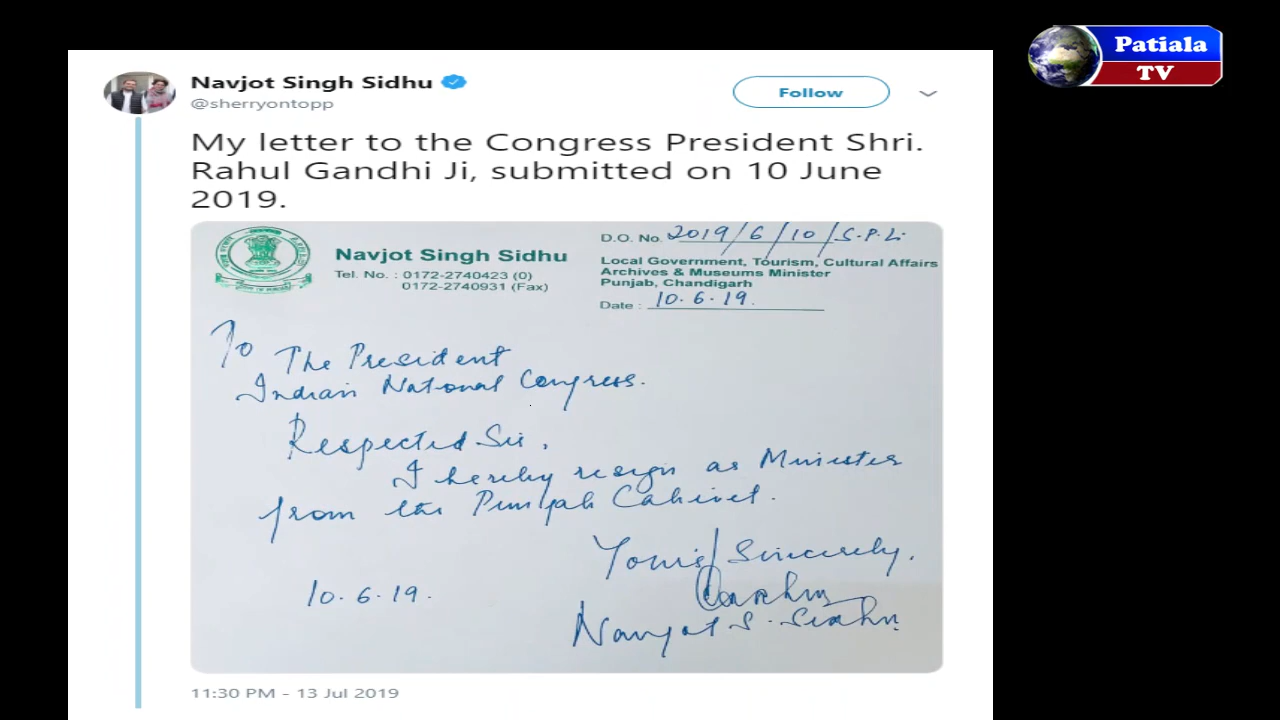 Patiala
TV
Navjot Singh Sidhu
@sherryontopp
Follow
My letter to the Congress President Shri.
Rahul Gandhi Ji, submitted on 10 June
2019.
Navjot Singh Sidhu
Tel. No. : 0172-2740423 (0)
0172-2740931 (Fax)
D.O. No. 2019/6/10/S.P.L.
Local Government, Tourism, Cultural Affairs
Archives & Museums Minister
Punjab, Chandigarh
Date : 10.6.19.
To The President
Indian National Congress.
Respected Sir,
I hereby resign as Minister
from the Punjab Cabinet.
Yours Sincerely,
10.6.19.
Navjot S. Sidhu
11:30 PM - 13 Jul 2019